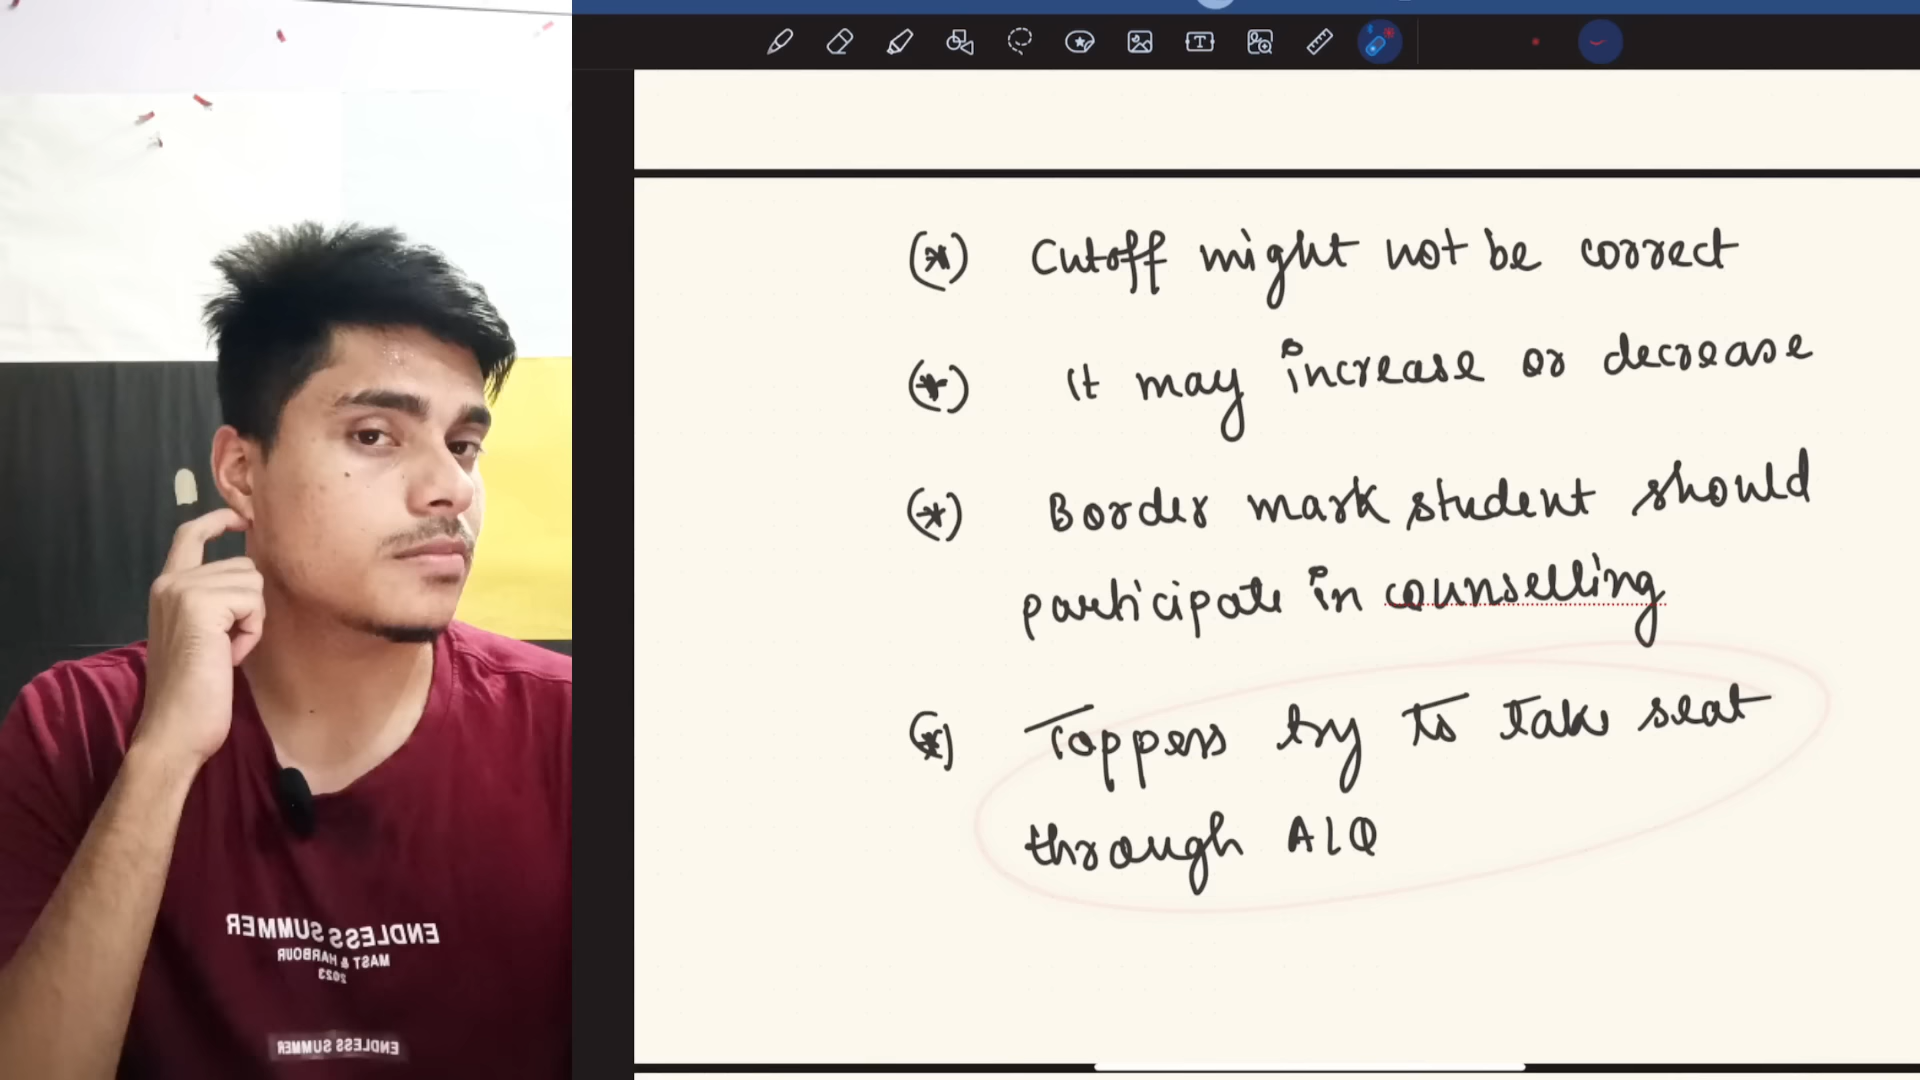 (*) Cutoff might not be correct
(*) It may increase or decrease
(*) Border mark student should
participate in counselling
(*) Toppers try to take seat
through AIQ
ENDLESS SUMMER
MAST & HARBOUR
2023
ENDLESS SUMMER